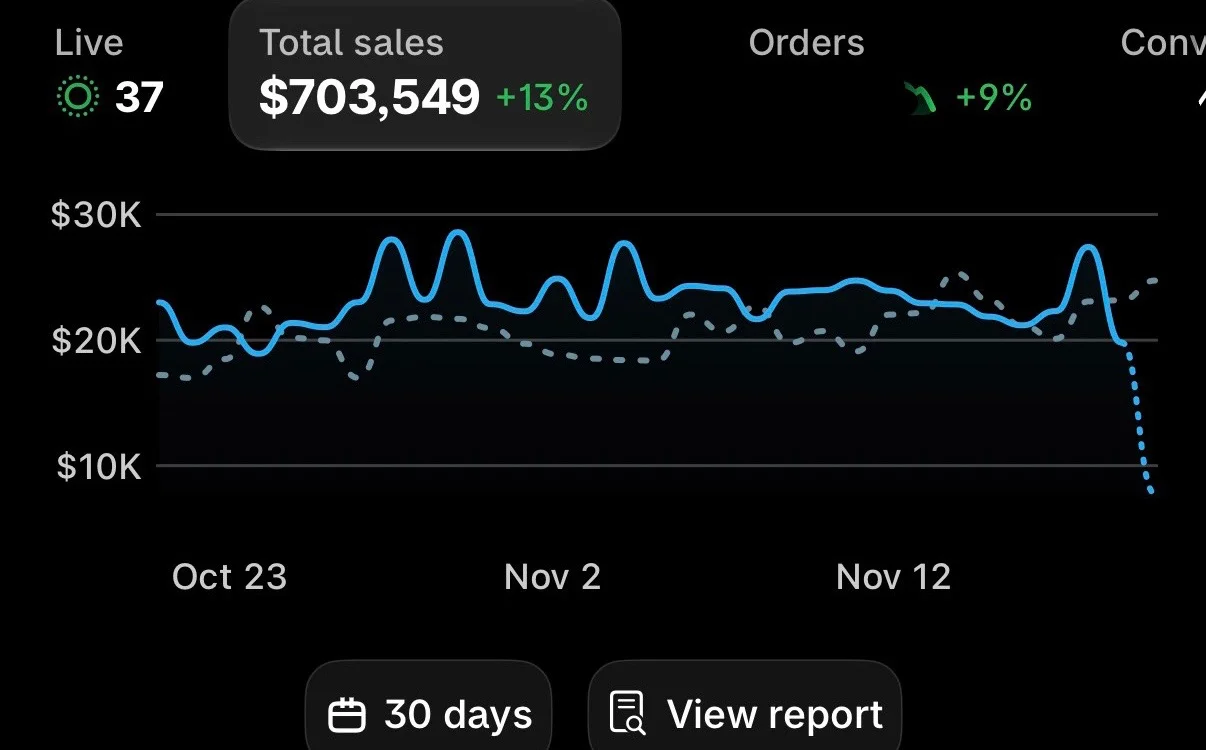 Live
37
Total sales
$703,549 +13%
Orders
+9%
Conv
$30K
$20K
$10K
Oct 23
Nov 2
Nov 12
30 days
View report